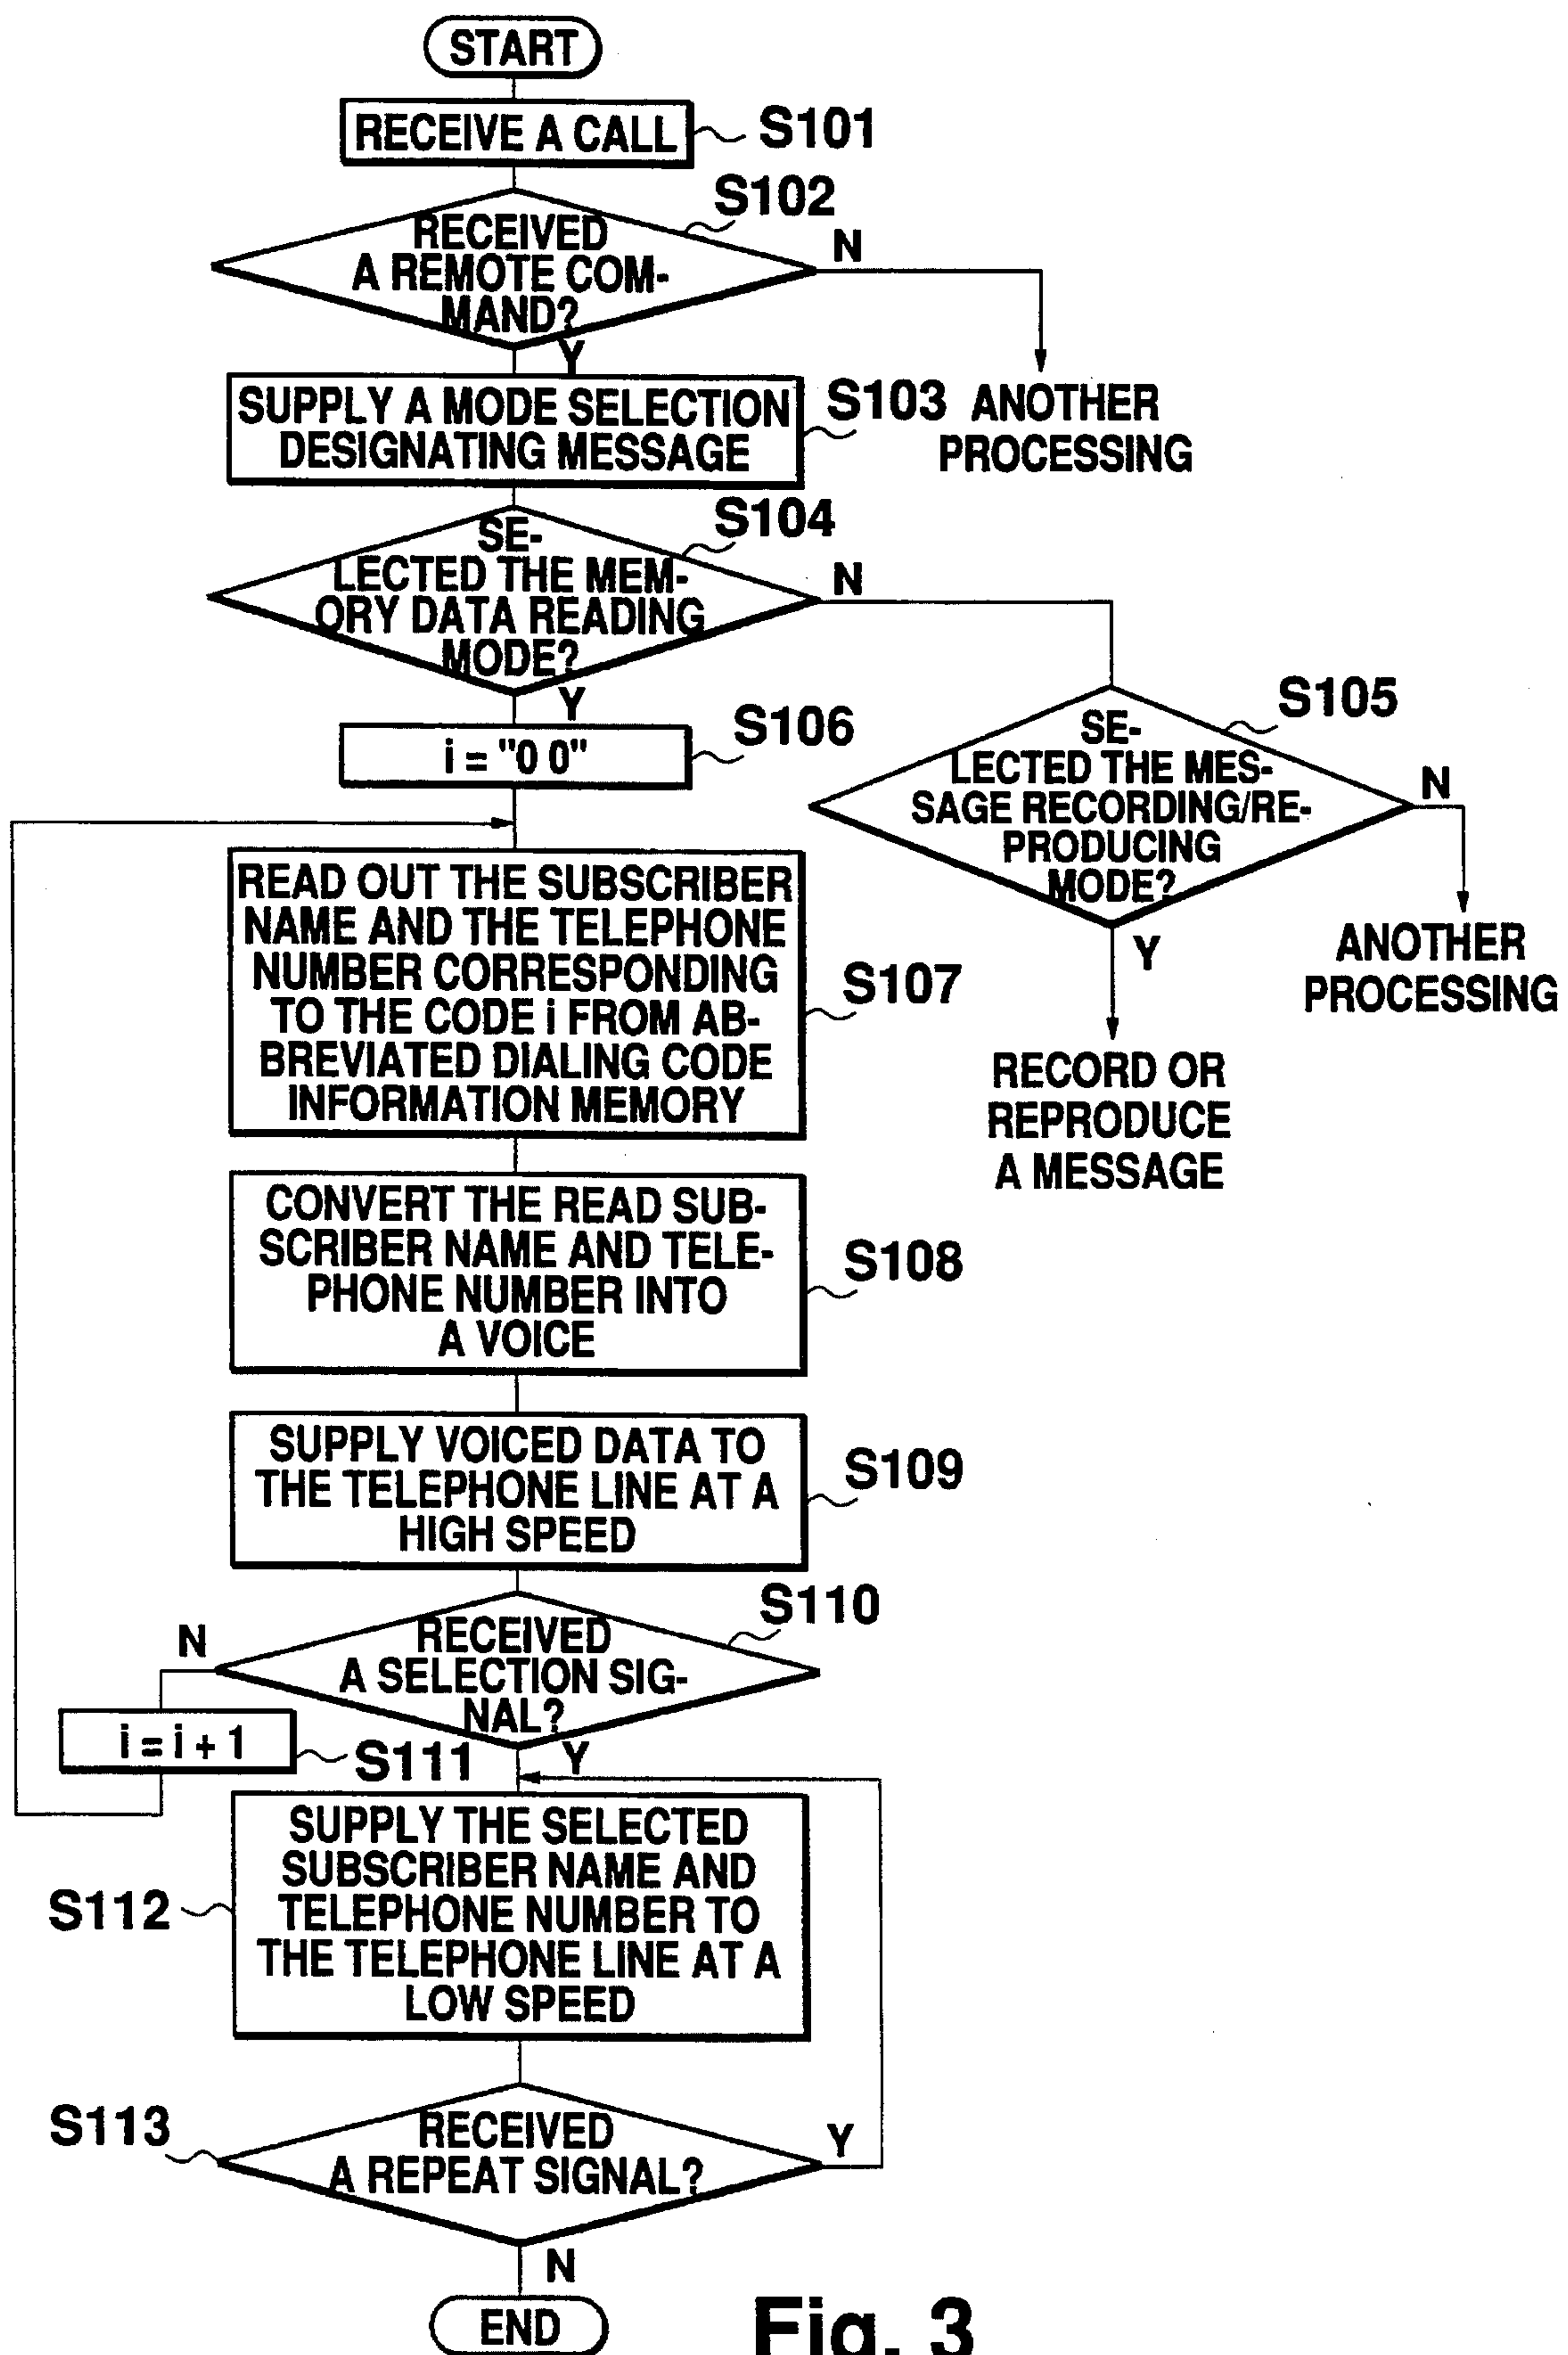 START
RECEIVE A CALL
S101
S102
RECEIVED
A REMOTE COM-
MAND?
N
Y
SUPPLY A MODE SELECTION
DESIGNATING MESSAGE
S103
ANOTHER
PROCESSING
S104
SE-
LECTED THE MEM-
ORY DATA READING
MODE?
N
Y
S105
SE-
LECTED THE MES-
SAGE RECORDING/RE-
PRODUCING
MODE?
N
Y
ANOTHER
PROCESSING
RECORD OR
REPRODUCE
A MESSAGE
i = "0 0"
S106
READ OUT THE SUBSCRIBER
NAME AND THE TELEPHONE
NUMBER CORRESPONDING
TO THE CODE i FROM AB-
BREVIATED DIALING CODE
INFORMATION MEMORY
S107
CONVERT THE READ SUB-
SCRIBER NAME AND TELE-
PHONE NUMBER INTO
A VOICE
S108
SUPPLY VOICED DATA TO
THE TELEPHONE LINE AT A
HIGH SPEED
S109
S110
RECEIVED
A SELECTION SIG-
NAL?
N
Y
i = i + 1
S111
SUPPLY THE SELECTED
SUBSCRIBER NAME AND
TELEPHONE NUMBER TO
THE TELEPHONE LINE AT A
LOW SPEED
S112
S113
RECEIVED
A REPEAT SIGNAL?
Y
N
END
Fig. 3